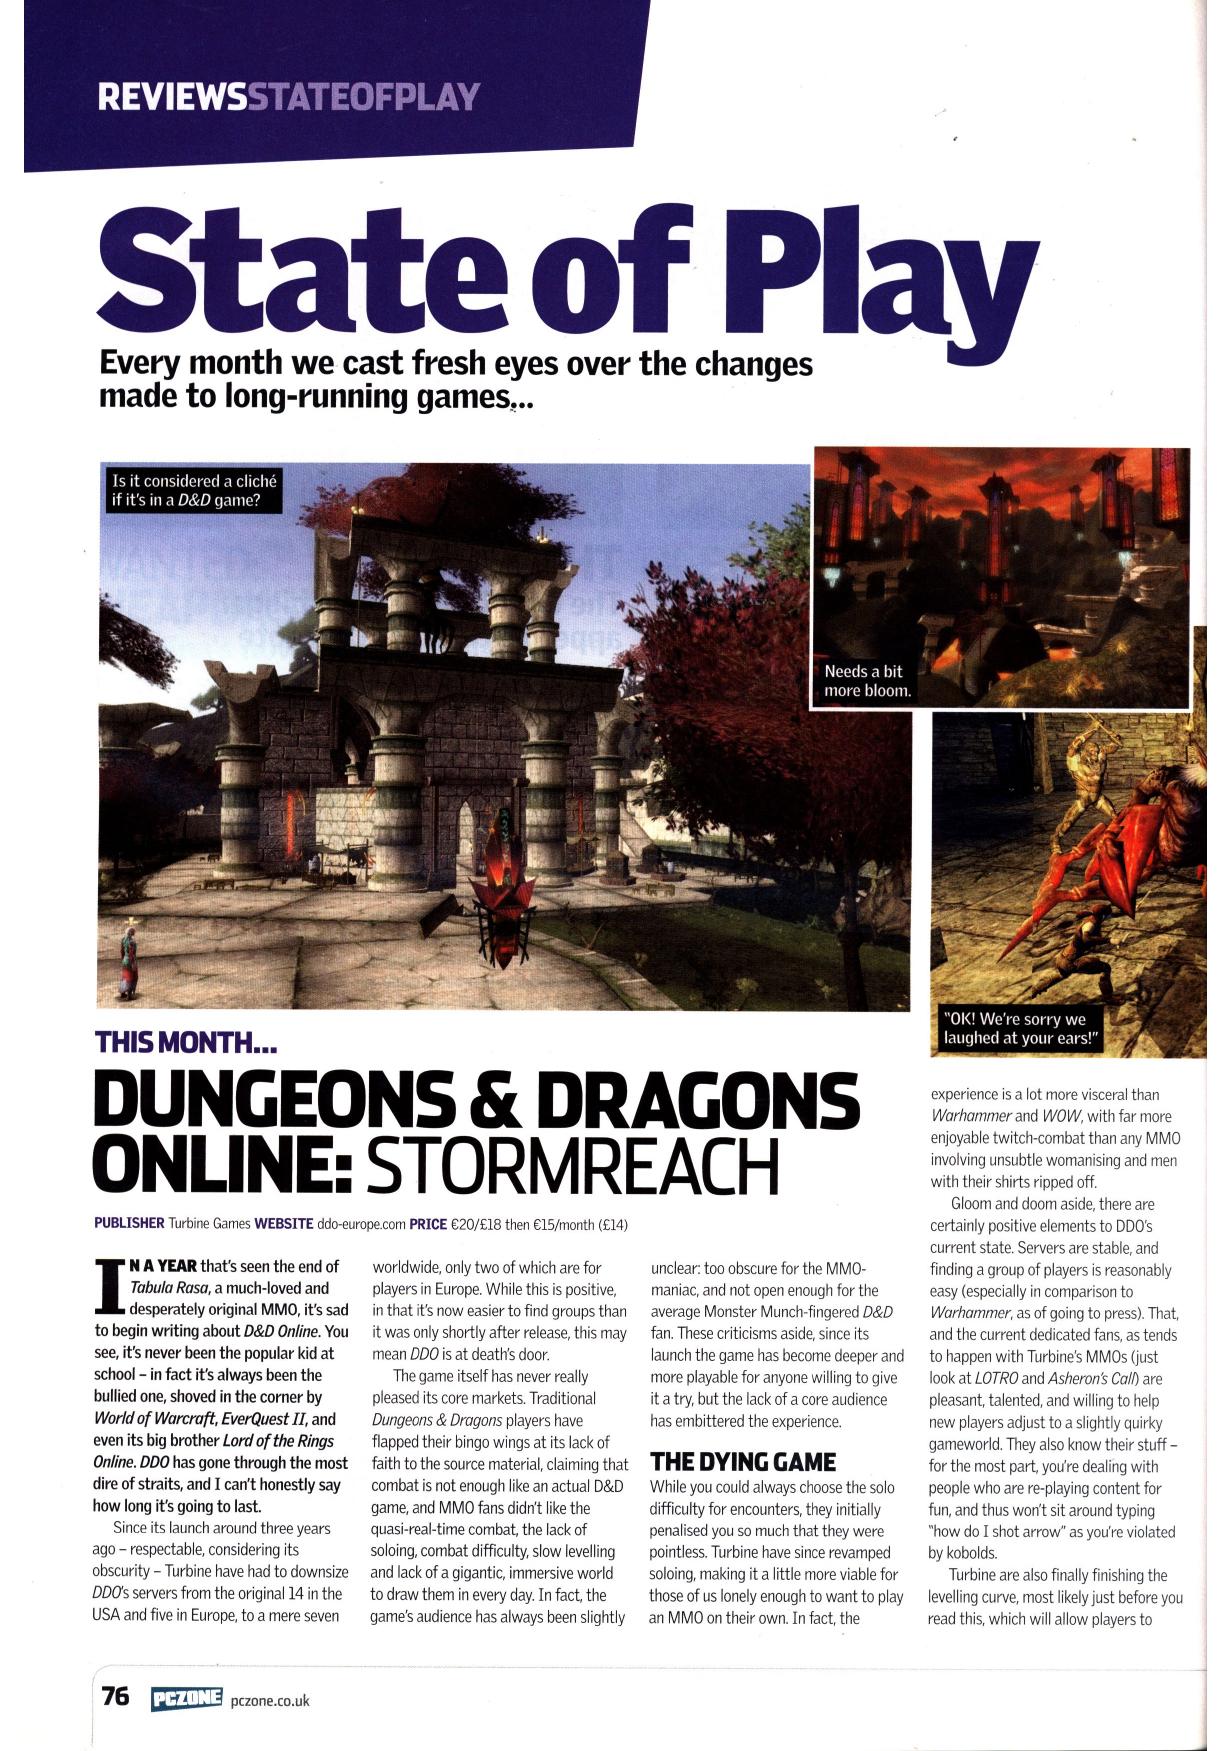 REVIEWSSTATEOFPLAY
State of Play
Every month we cast fresh eyes over the changes
made to long-running games...
Is it considered a cliché
if it's in a D&D game?
Needs a bit
more bloom.
"OK! We're sorry we
laughed at your ears!"
THIS MONTH...
DUNGEONS & DRAGONS
ONLINE: STORMREACH
PUBLISHER Turbine Games WEBSITE ddo-europe.com PRICE €20/£18 then €15/month (£14)
IN A YEAR that's seen the end of
Tabula Rasa, a much-loved and
desperately original MMO, it's sad
to begin writing about D&D Online. You
see, it's never been the popular kid at
school – in fact it's always been the
bullied one, shoved in the corner by
World of Warcraft, EverQuest II, and
even its big brother Lord of the Rings
Online. DDO has gone through the most
dire of straits, and I can't honestly say
how long it's going to last.
Since its launch around three years
ago – respectable, considering its
obscurity – Turbine have had to downsize
DDO's servers from the original 14 in the
USA and five in Europe, to a mere seven
worldwide, only two of which are for
players in Europe. While this is positive,
in that it's now easier to find groups than
it was only shortly after release, this may
mean DDO is at death's door.
The game itself has never really
pleased its core markets. Traditional
Dungeons & Dragons players have
flapped their bingo wings at its lack of
faith to the source material, claiming that
combat is not enough like an actual D&D
game, and MMO fans didn't like the
quasi-real-time combat, the lack of
soloing, combat difficulty, slow levelling
and lack of a gigantic, immersive world
to draw them in every day. In fact, the
game's audience has always been slightly
unclear: too obscure for the MMO-
maniac, and not open enough for the
average Monster Munch-fingered D&D
fan. These criticisms aside, since its
launch the game has become deeper and
more playable for anyone willing to give
it a try, but the lack of a core audience
has embittered the experience.
THE DYING GAME
While you could always choose the solo
difficulty for encounters, they initially
penalised you so much that they were
pointless. Turbine have since revamped
soloing, making it a little more viable for
those of us lonely enough to want to play
an MMO on their own. In fact, the
experience is a lot more visceral than
Warhammer and WOW, with far more
enjoyable twitch-combat than any MMO
involving unsubtle womanising and men
with their shirts ripped off.
Gloom and doom aside, there are
certainly positive elements to DDO's
current state. Servers are stable, and
finding a group of players is reasonably
easy (especially in comparison to
Warhammer, as of going to press). That,
and the current dedicated fans, as tends
to happen with Turbine's MMOs (just
look at LOTRO and Asheron's Call) are
pleasant, talented, and willing to help
new players adjust to a slightly quirky
gameworld. They also know their stuff –
for the most part, you're dealing with
people who are re-playing content for
fun, and thus won't sit around typing
"how do I shot arrow" as you're violated
by kobolds.
Turbine are also finally finishing the
levelling curve, most likely just before you
read this, which will allow players to
76 PCZONE pczone.co.uk